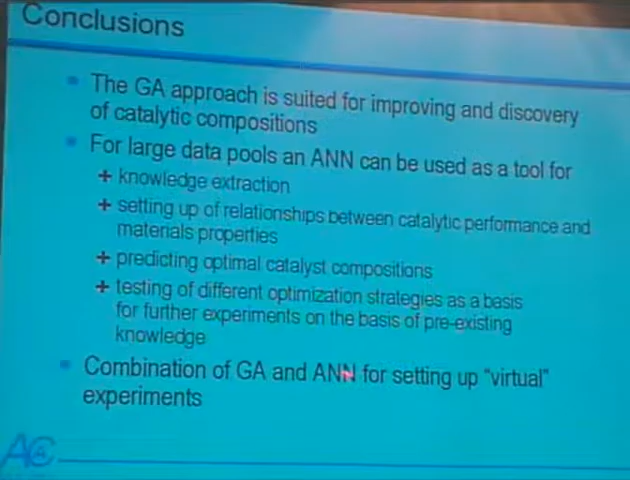 Conclusions
The GA approach is suited for improving and discovery
of catalytic compositions
For large data pools an ANN can be used as a tool for
+ knowledge extraction
+ setting up of relationships between catalytic performance and
materials properties
+ predicting optimal catalyst compositions
+ testing of different optimization strategies as a basis
for further experiments on the basis of pre-existing
knowledge
Combination of GA and ANN for setting up "virtual"
experiments